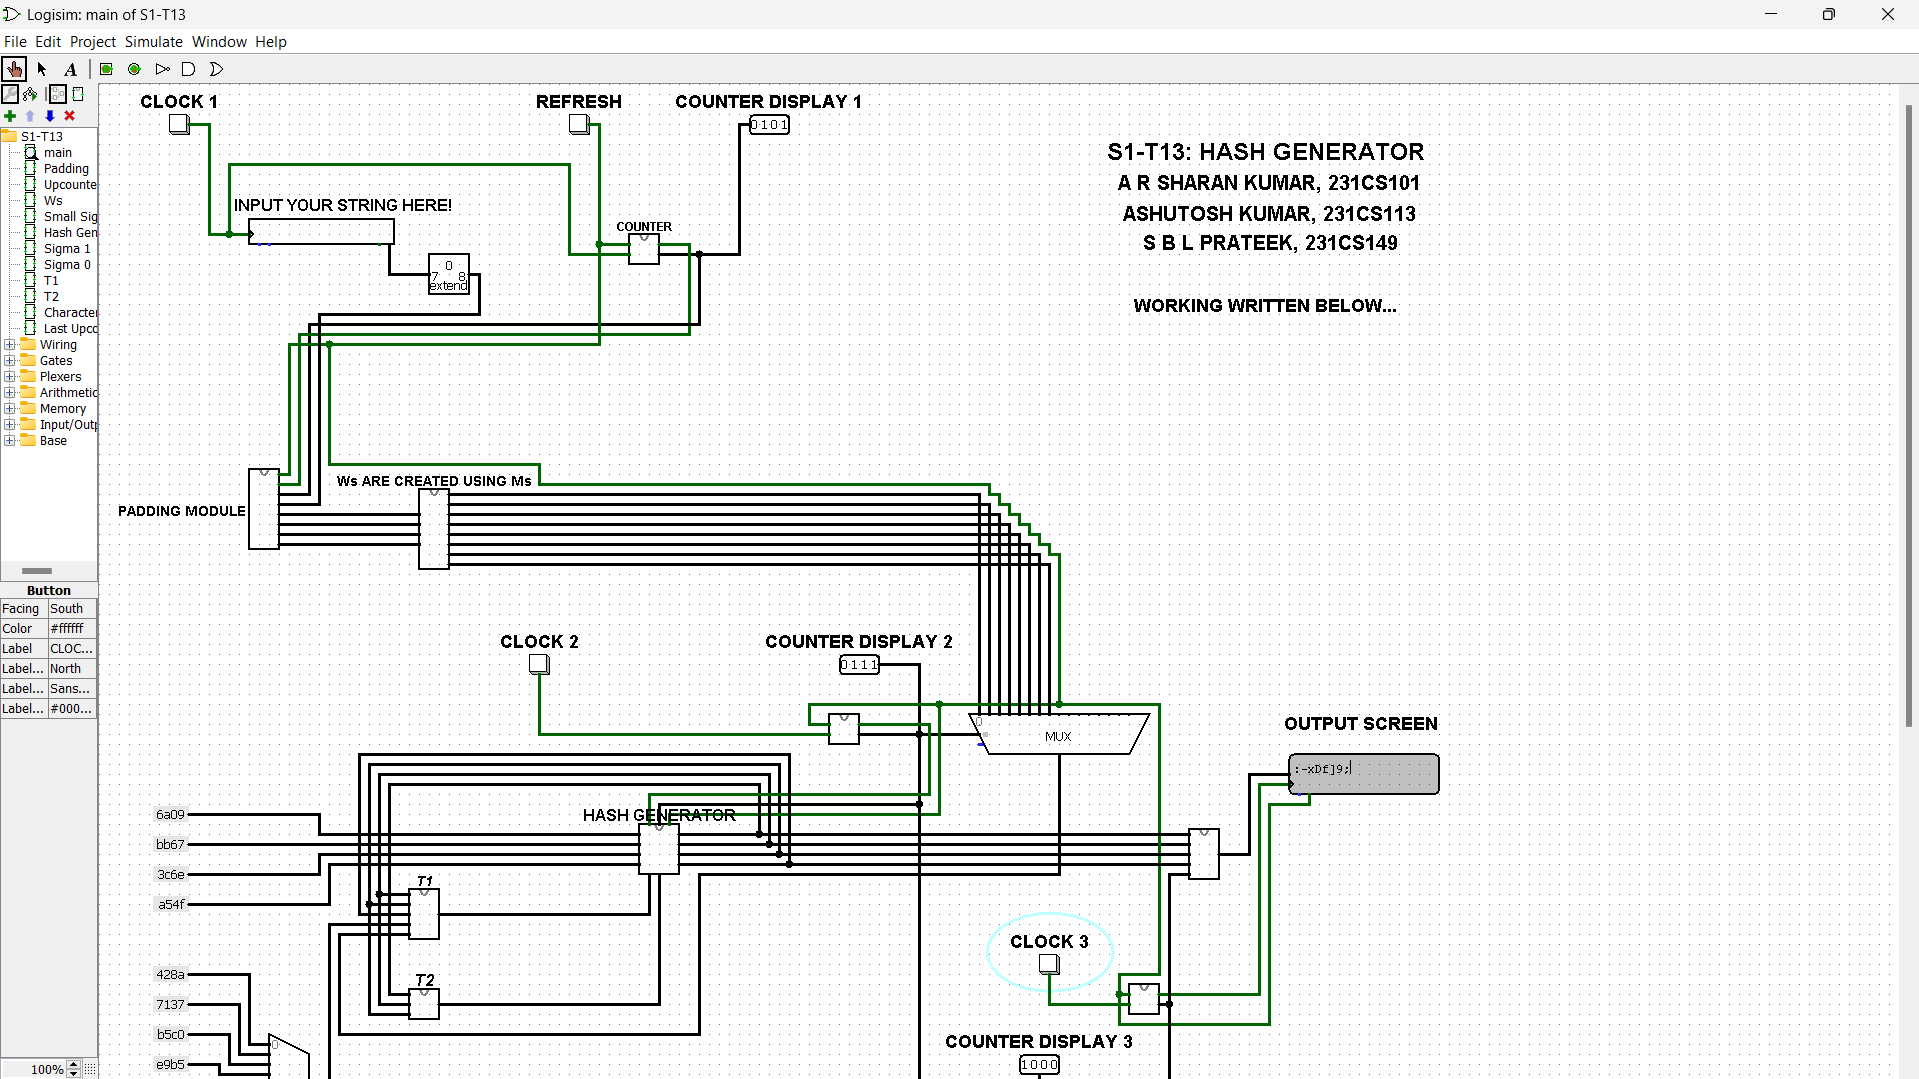 Logisim: main of S1-T13
File Edit Project Simulate Window Help
A
CLOCK 1
REFRESH
COUNTER DISPLAY 1
0101
S1-T13: HASH GENERATOR
A R SHARAN KUMAR, 231CS101
ASHUTOSH KUMAR, 231CS113
S B L PRATEEK, 231CS149
WORKING WRITTEN BELOW...
INPUT YOUR STRING HERE!
COUNTER
0
7 8
extend
S1-T13
main
Padding
Upcounte
Ws
Small Sig
Hash Gen
Sigma 1
Sigma 0
T1
T2
Character
Last Upco
Wiring
Gates
Plexers
Arithmetic
Memory
Input/Outp
Base
Ws ARE CREATED USING Ms
PADDING MODULE
Button
Facing South
Color #ffffff
Label CLOC...
Label... North
Label... Sans...
Label... #000...
100%
CLOCK 2
COUNTER DISPLAY 2
0111
0
MUX
OUTPUT SCREEN
:-xDf]9;
HASH GENERATOR
6a09
bb67
3c6e
a54f
T1
T2
428a
7137
b5c0
e9b5
0
CLOCK 3
COUNTER DISPLAY 3
1000